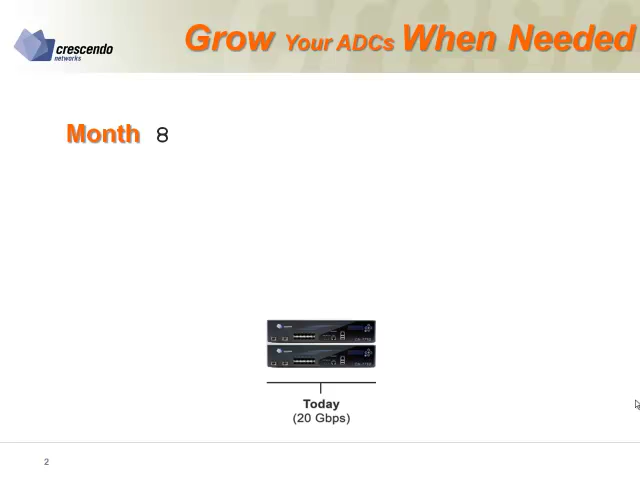 crescendo
networks
Grow Your ADCs When Needed
Month 8
Today
(20 Gbps)
2